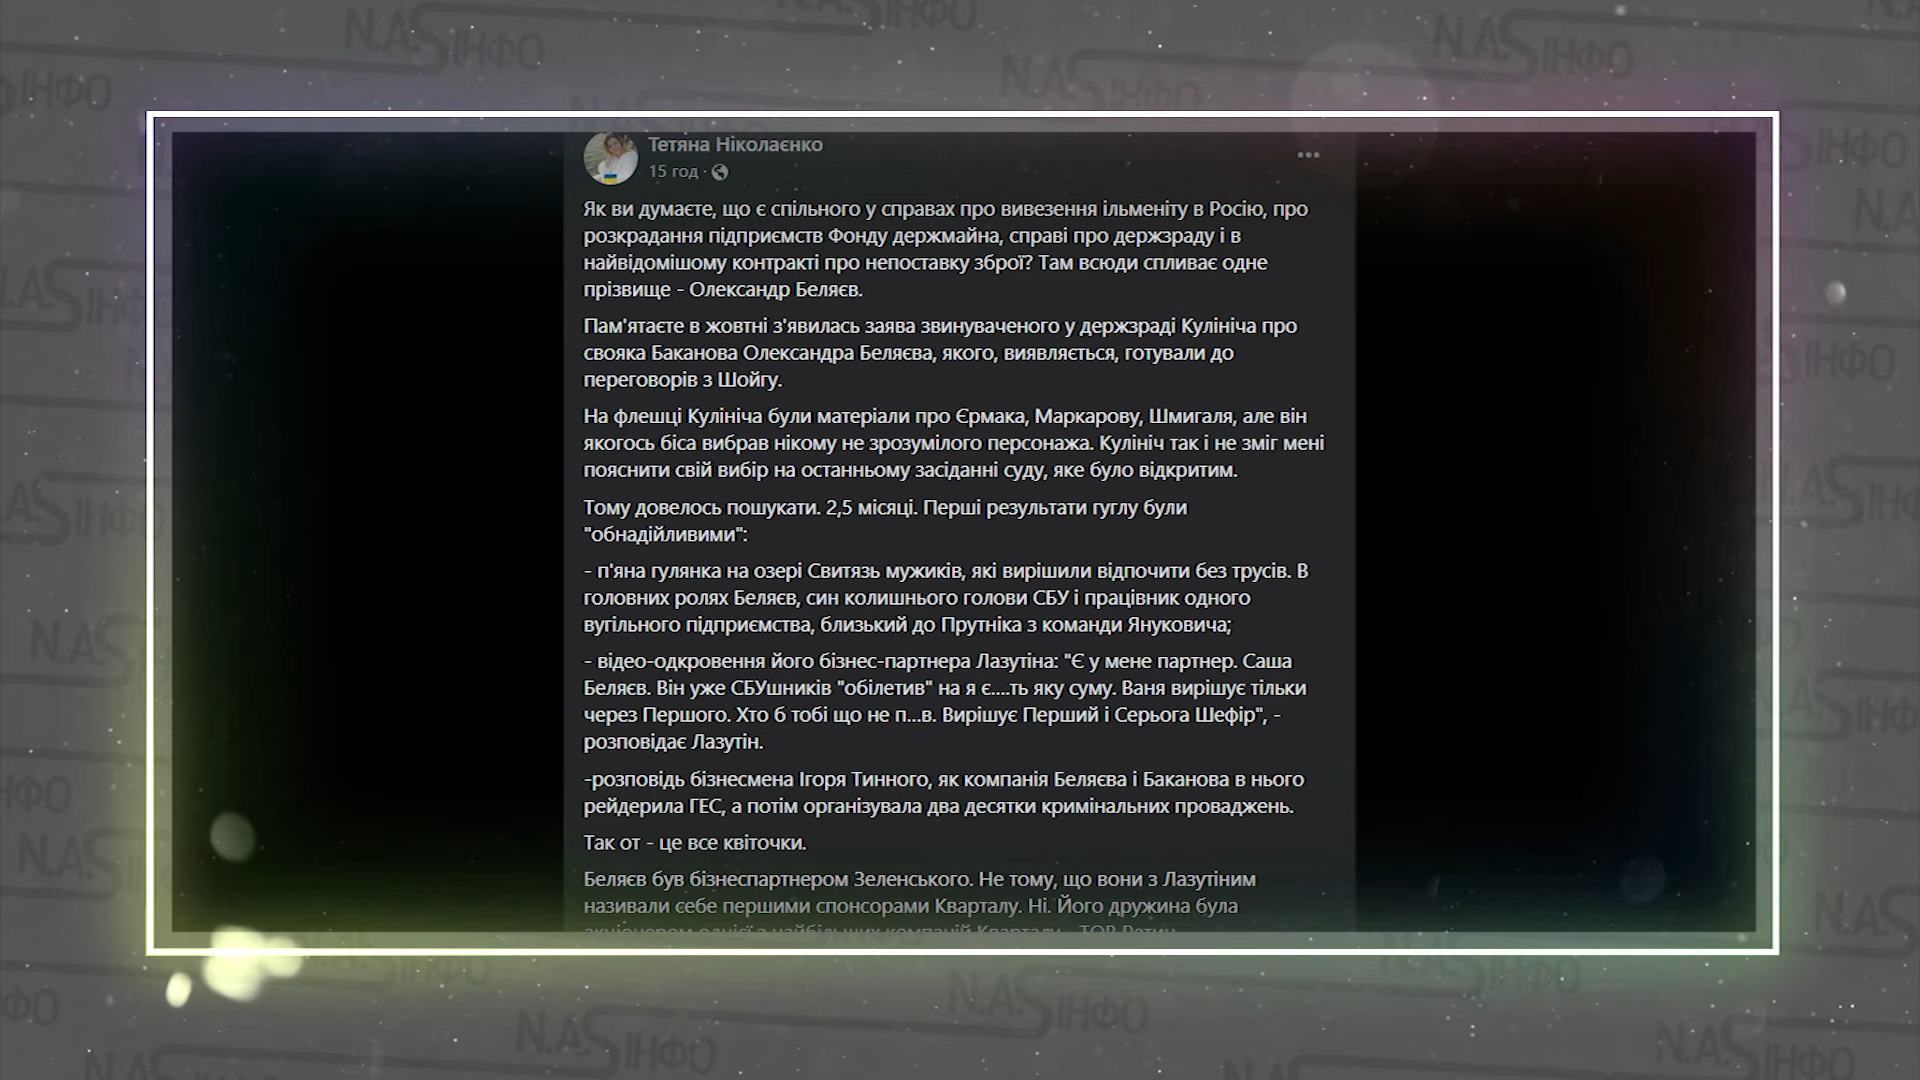 Тетяна Ніколаєнко
15 год ·
Як ви думаєте, що є спільного у справах про вивезення ільменіту в Росію, про
розкрадання підприємств Фонду держмайна, справі про держзраду і в
найвідомішому контракті про непоставку зброї? Там всюди спливає одне
прізвище - Олександр Беляєв.
Пам'ятаєте в жовтні з'явилась заява звинуваченого у держзраді Кулініча про
свояка Баканова Олександра Беляєва, якого, виявляється, готували до
переговорів з Шойгу.
На флешці Кулініча були матеріали про Єрмака, Маркарову, Шмигаля, але він
якогось біса вибрав нікому не зрозумілого персонажа. Кулініч так і не зміг мені
пояснити свій вибір на останньому засіданні суду, яке було відкритим.
Тому довелось пошукати. 2,5 місяці. Перші результати гуглу були
"обнадійливими":
- п'яна гулянка на озері Свитязь мужиків, які вирішили відпочити без трусів. В
головних ролях Беляєв, син колишнього голови СБУ і працівник одного
вугільного підприємства, близький до Прутніка з команди Януковича;
- відео-одкровення його бізнес-партнера Лазутіна: "Є у мене партнер. Саша
Беляєв. Він уже СБУшників "обілетив" на я є....ть яку суму. Ваня вирішує тільки
через Першого. Хто б тобі що не п...в. Вирішує Перший і Серьога Шефір", -
розповідає Лазутін.
-розповідь бізнесмена Ігоря Тинного, як компанія Беляєва і Баканова в нього
рейдерила ГЕС, а потім організувала два десятки кримінальних проваджень.
Так от - це все квіточки.
Беляєв був бізнеспартнером Зеленського. Не тому, що вони з Лазутіним
називали себе першими спонсорами Кварталу. Ні. Його дружина була